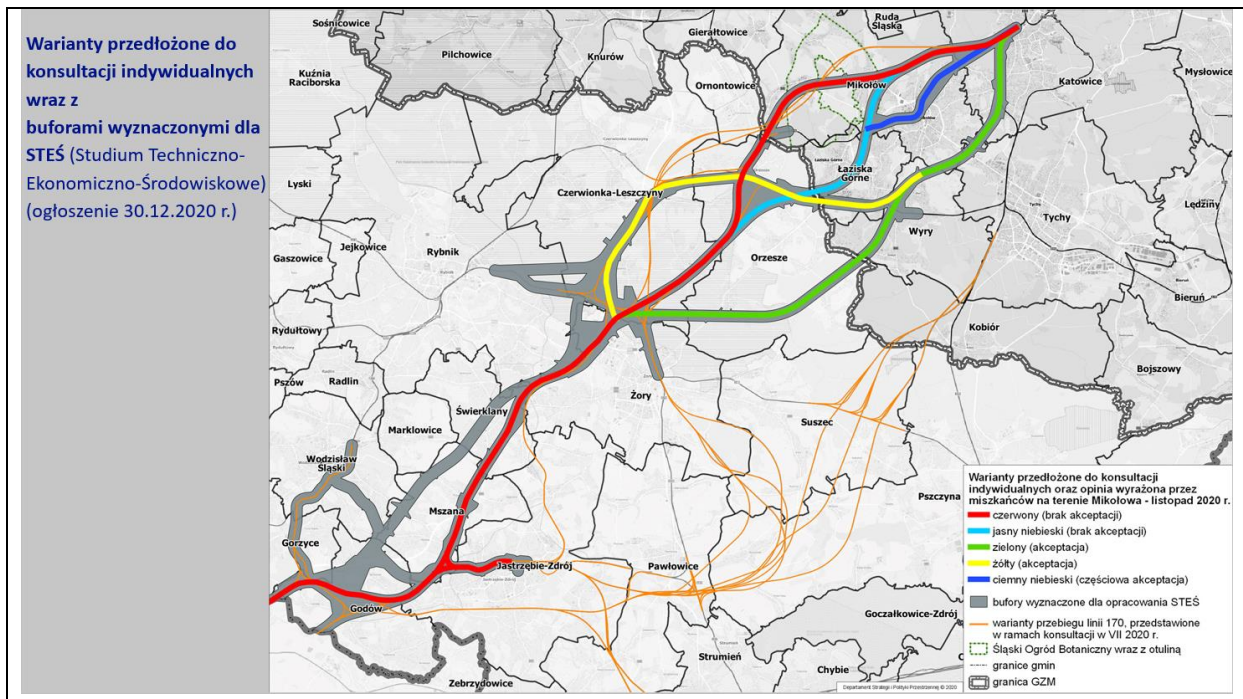 Warianty przedłożone do
konsultacji indywidualnych
wraz z
buforami wyznaczonymi dla
STEŚ (Studium Techniczno-
Ekonomiczno-Środowiskowe)
(ogłoszenie 30.12.2020 r.)
Sośnicowice
Pilchowice
Knurów
Gierałtowice
Ruda
Śląska
Kuźnia
Raciborska
Ornontowice
Mikołów
Katowice
Mysłowice
Lyski
Czerwionka-Leszczyny
Łaziska
Górne
Tychy
Lędziny
Jejkowice
Rybnik
Gaszowice
Orzesze
Wyry
Bieruń
Rydułtowy
Kobiór
Bojszowy
Pszów
Radlin
Świerklany
Żory
Suszec
Marklowice
Wodzisław
Śląski
Mszana
Pszczyna
Gorzyce
Jastrzębie-Zdrój
Pawłowice
Godów
Goczałkowice-Zdrój
Strumień
Chybie
Zebrzydowice
Warianty przedłożone do konsultacji
indywidualnych oraz opinia wyrażona przez
miszkańców na terenie Mikołowa - listopad 2020 r.
czerwony (brak akceptacji)
jasny niebieski (brak akceptacji)
zielony (akceptacja)
żółty (akceptacja)
ciemny niebieski (częściowa akceptacja)
bufory wyznaczone dla opracowania STEŚ
warianty przebiegu linii 170, przedstawione
w ramach konsultacji w VII 2020 r.
Śląski Ogród Botaniczny wraz z otuliną
granice gmin
granica GZM
Departament Strategii i Polityki Przestrzennej © 2020